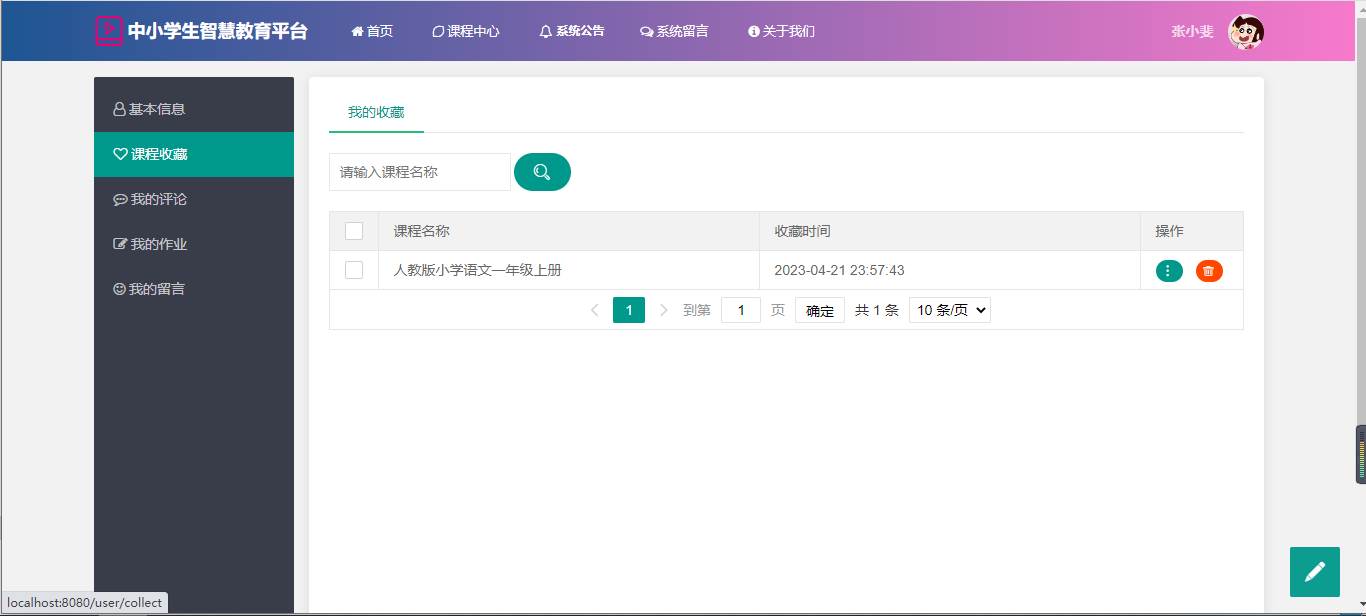 中小学生智慧教育平台 首页 课程中心 系统公告 系统留言 关于我们 张小斐
基本信息
课程收藏
我的评论
我的作业
我的留言
我的收藏
请输入课程名称
课程名称 收藏时间 操作
人教版小学语文一年级上册 2023-04-21 23:57:43
1 到第 1 页 确定 共 1 条 10 条/页
localhost:8080/user/collect